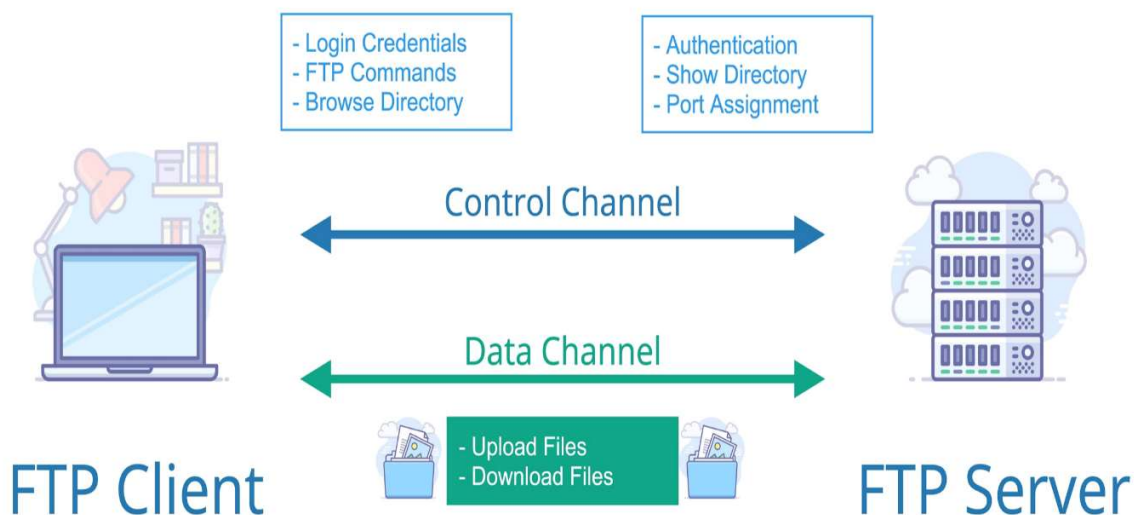 - Login Credentials
- FTP Commands
- Browse Directory
- Authentication
- Show Directory
- Port Assignment
Control Channel
Data Channel
- Upload Files
- Download Files
FTP Client
FTP Server